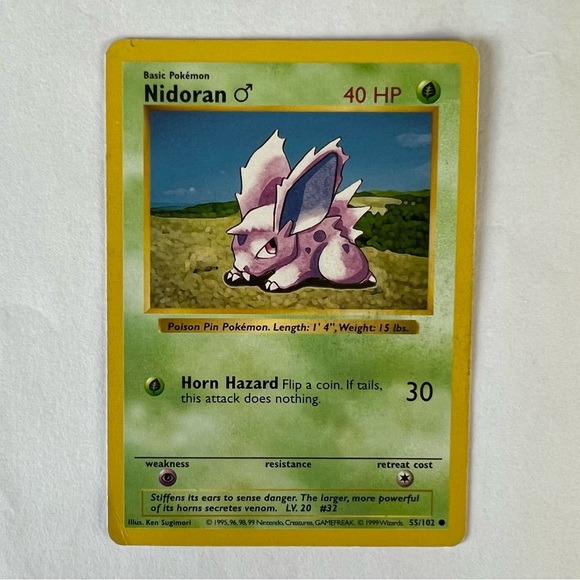 Basic Pokémon
Nidoran ♂ 40 HP
Poison Pin Pokémon. Length: 1' 4", Weight: 15 lbs.
Horn Hazard Flip a coin. If tails, this attack does nothing. 30
weakness resistance retreat cost
Stiffens its ears to sense danger. The larger, more powerful
of its horns secretes venom. LV. 20 #32
Illus. Ken Sugimori © 1995, 96, 98, 99 Nintendo, Creatures, GAMEFREAK. © 1999 Wizards. 55/102 ●